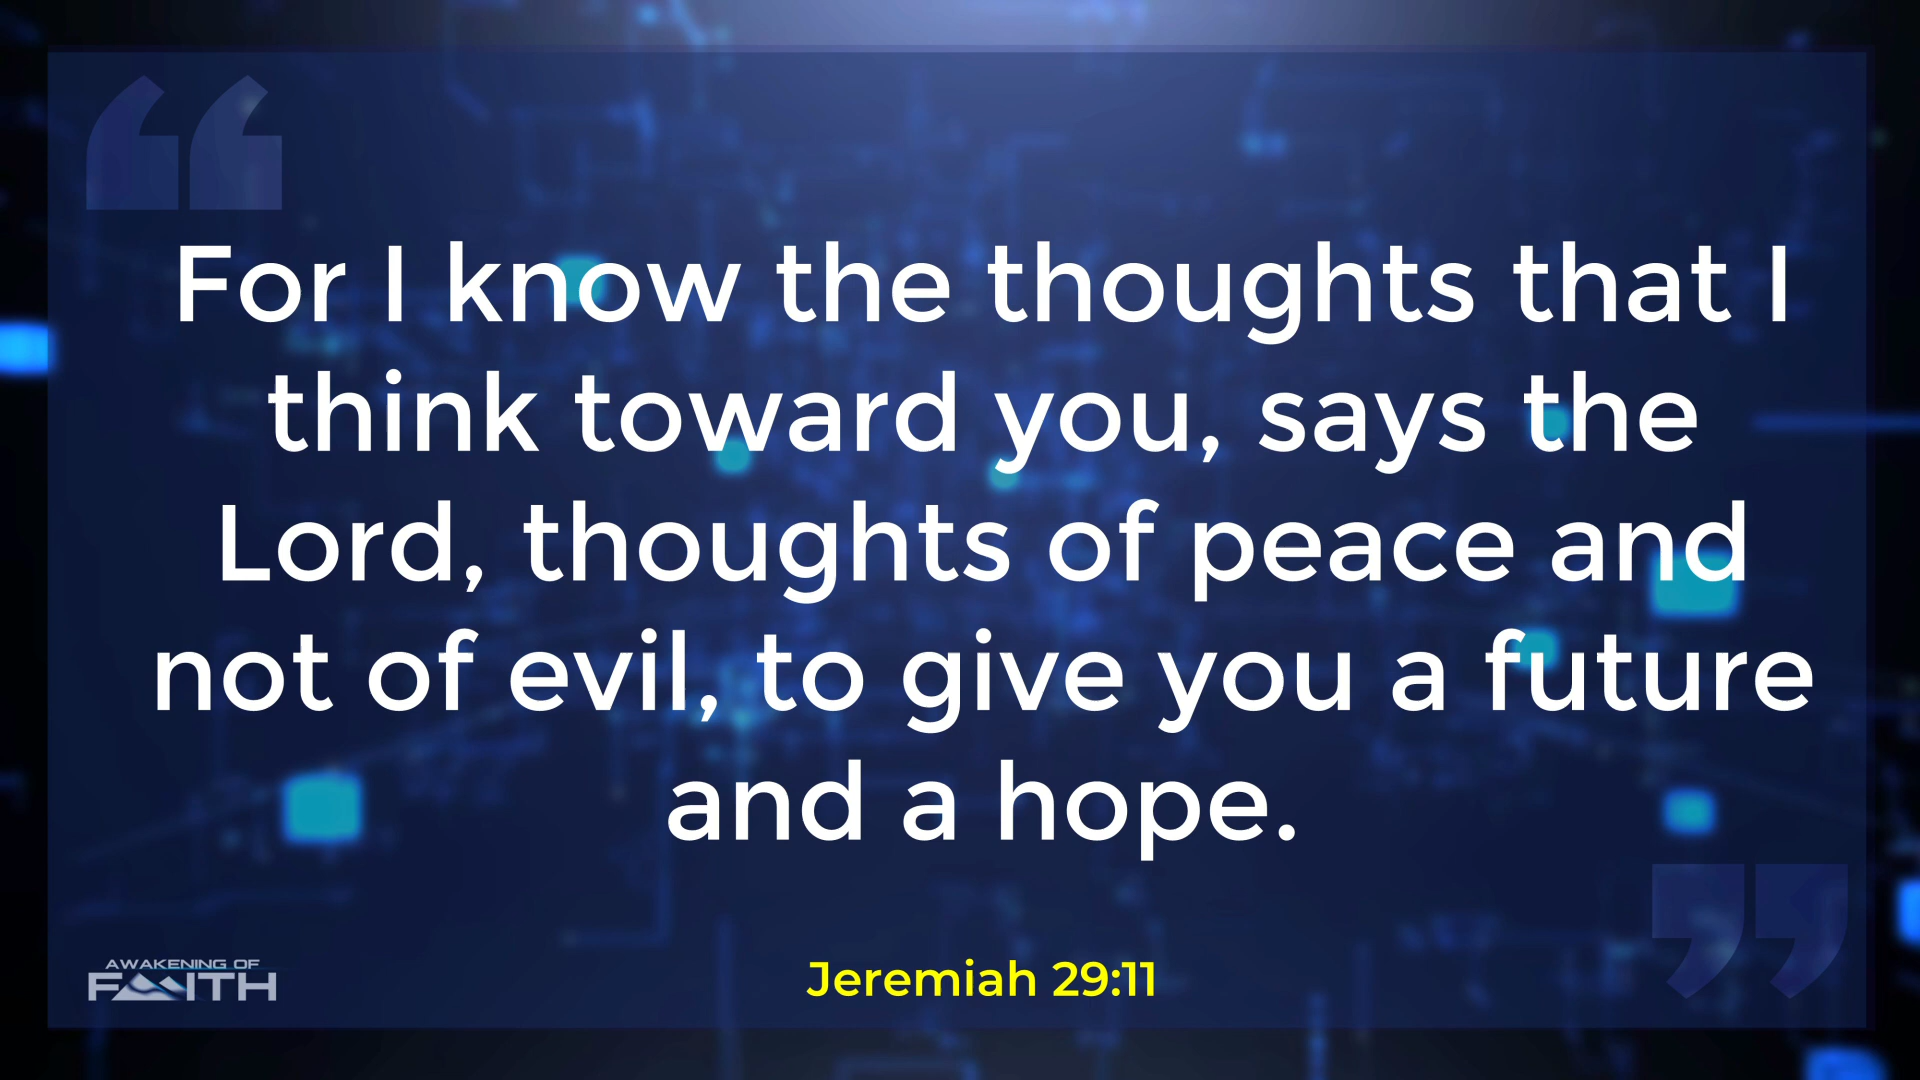 For I know the thoughts that I
think toward you, says the
Lord, thoughts of peace and
not of evil, to give you a future
and a hope.
Jeremiah 29:11
AWAKENING OF
FAITH